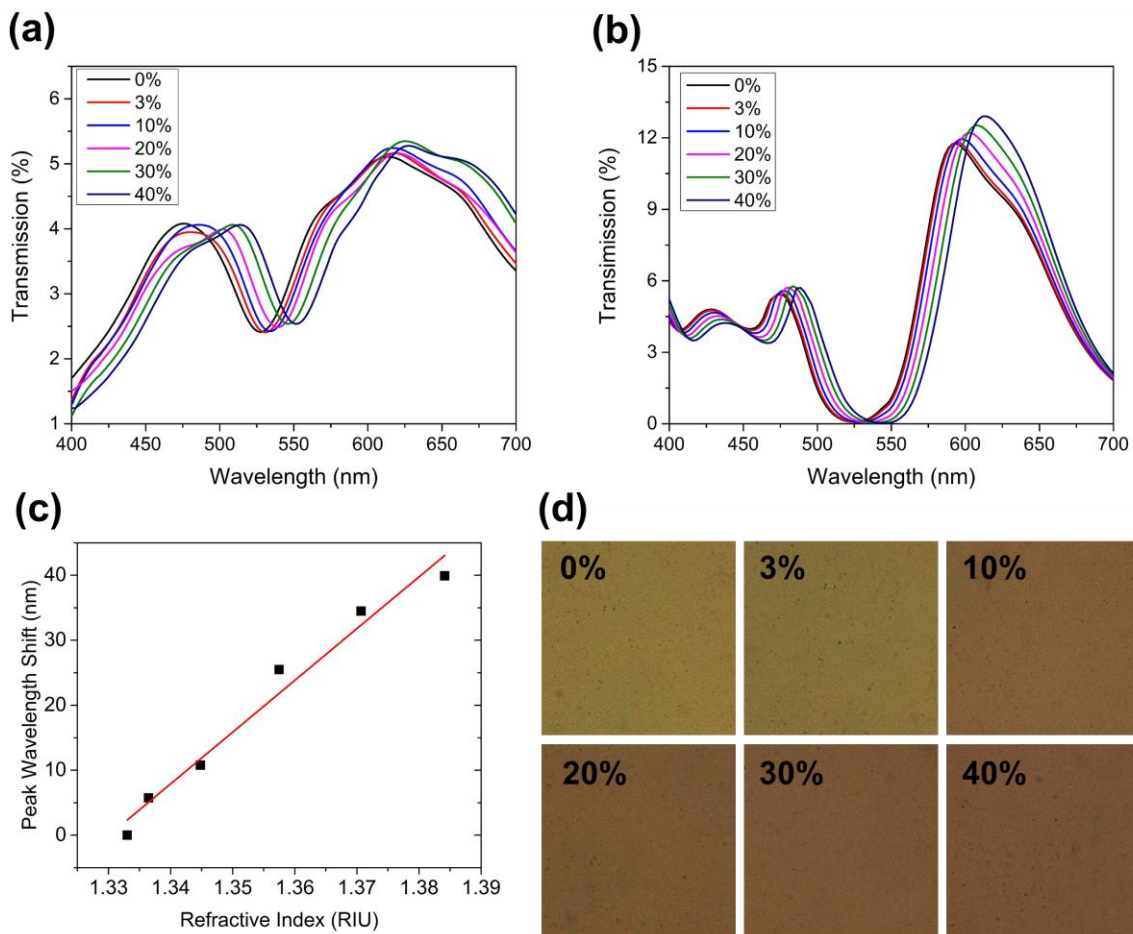 (a)
0%
3%
10%
20%
30%
40%
6
5
4
3
2
1
Transmission (%)
400 450 500 550 600 650 700
Wavelength (nm)
(b)
0%
3%
10%
20%
30%
40%
15
12
9
6
3
0
Transimission (%)
400 450 500 550 600 650 700
Wavelength (nm)
(c)
40
30
20
10
0
Peak Wavelength Shift (nm)
1.33 1.34 1.35 1.36 1.37 1.38 1.39
Refractive Index (RIU)
(d)
0% 3% 10%
20% 30% 40%